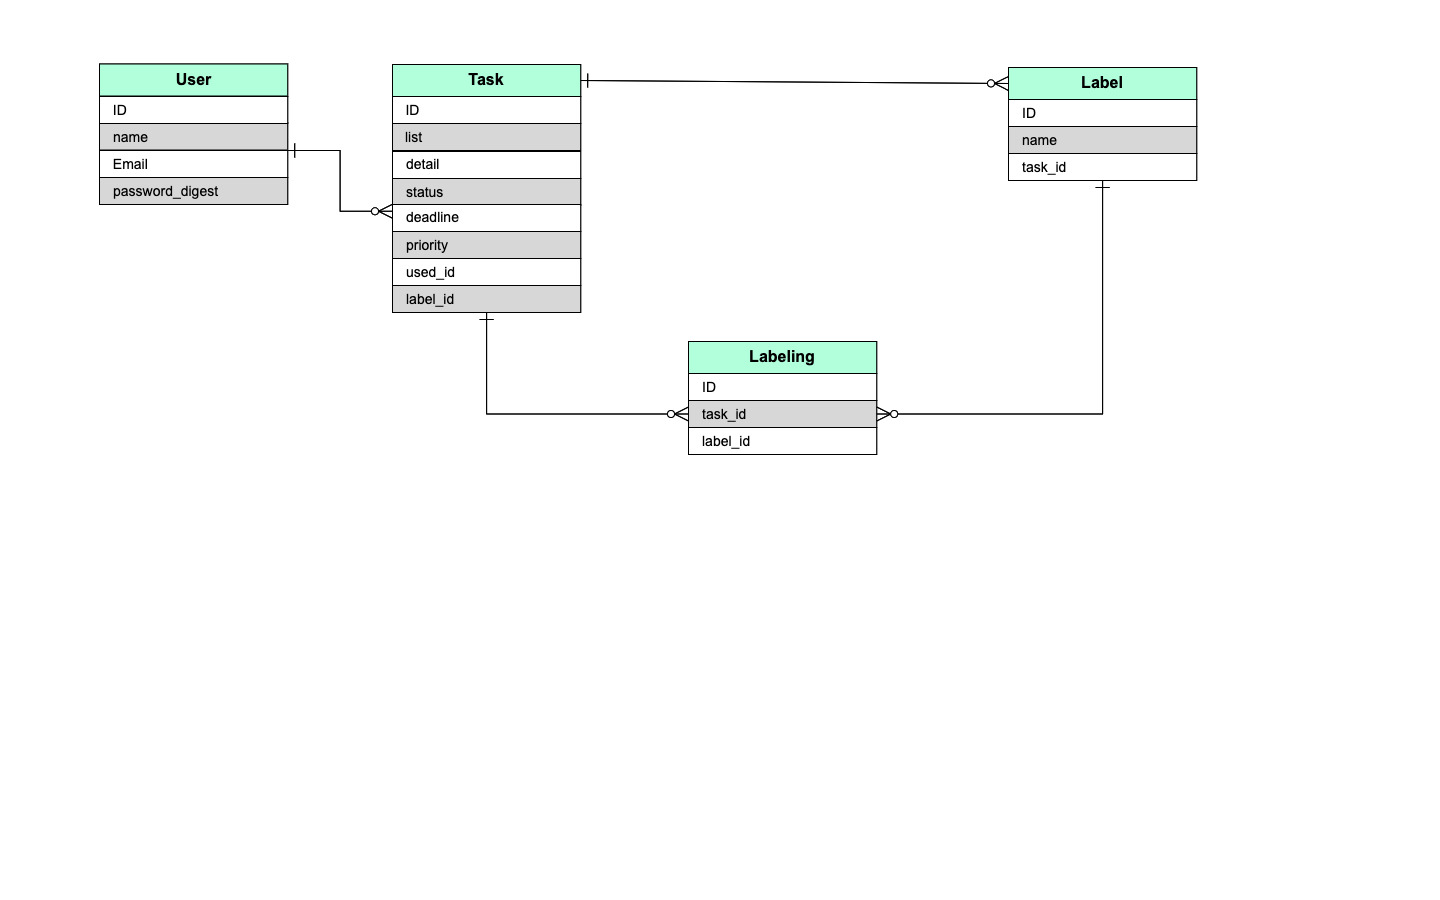 User
ID
name
Email
password_digest
Task
ID
list
detail
status
deadline
priority
used_id
label_id
Label
ID
name
task_id
Labeling
ID
task_id
label_id